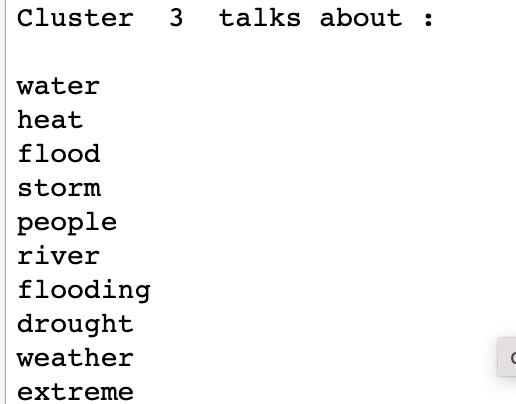 Cluster  3  talks about :
water
heat
flood
storm
people
river
flooding
drought
weather
extreme